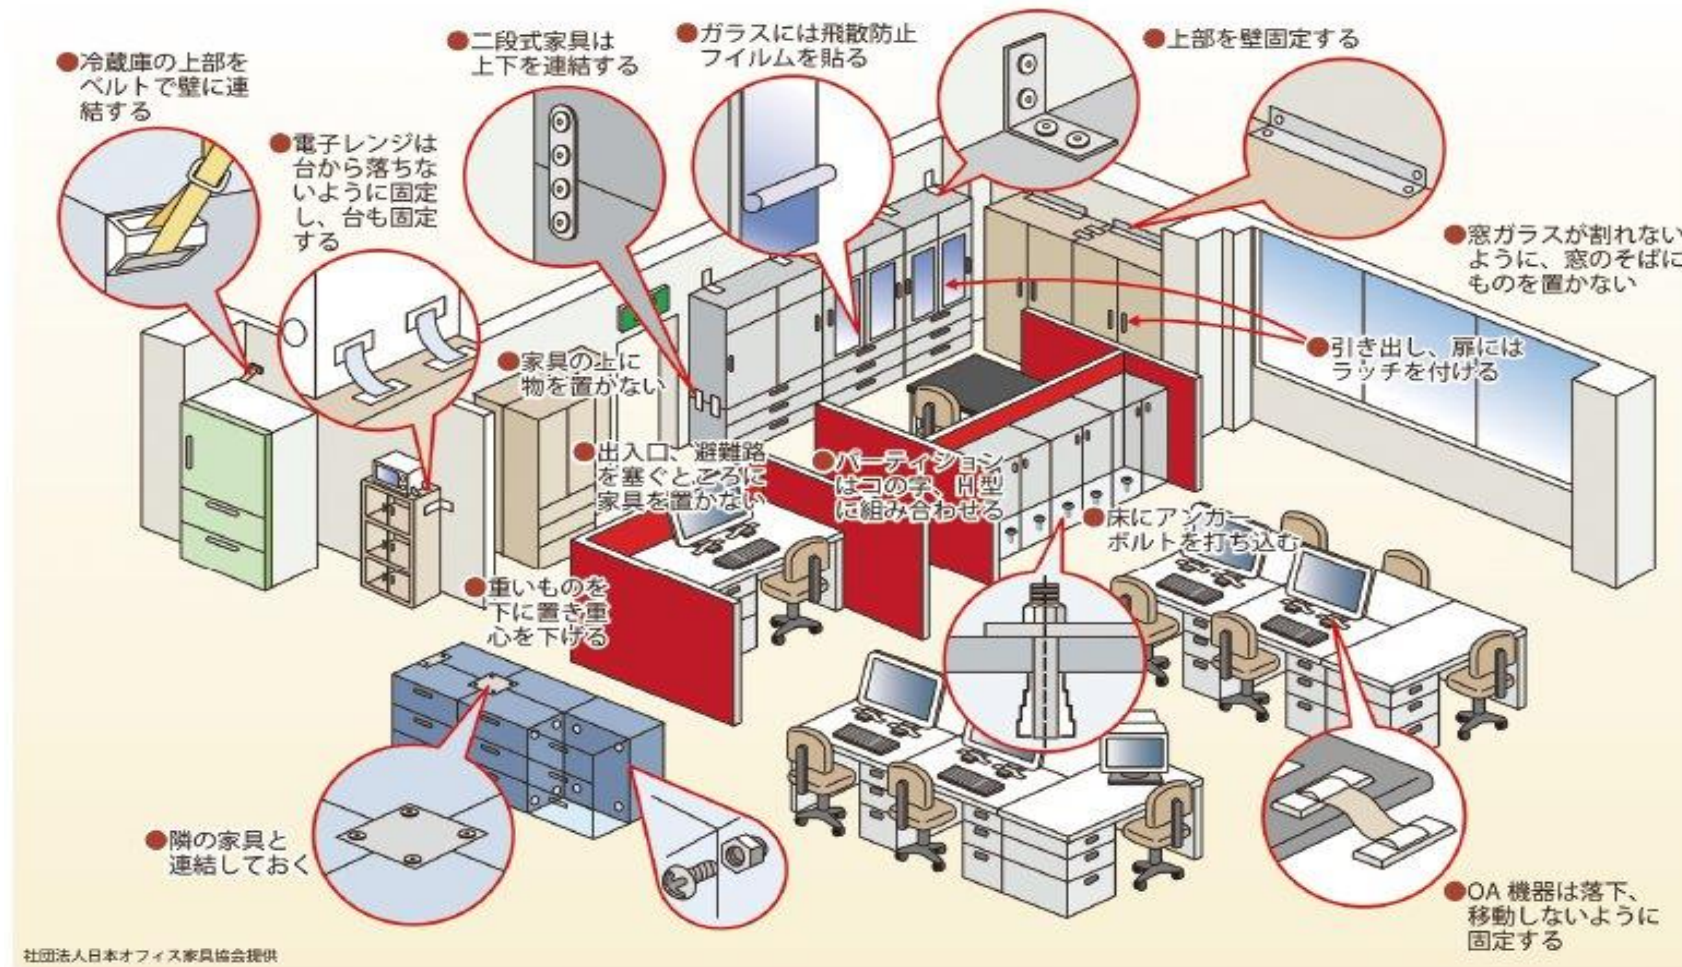 ●冷蔵庫の上部を
ベルトで壁に連
結する
●二段式家具は
上下を連結する
●ガラスには飛散防止
フイルムを貼る
●上部を壁固定する
●電子レンジは
台から落ちな
いように固定
し、台も固定
する
●窓ガラスが割れない
ように、窓のそばに
ものを置かない
●引き出し、扉には
ラッチを付ける
●家具の上に
物を置かない
●出入口、避難路
を塞ぐところに
家具を置かない
●パーティション
はコの字、H型
に組み合わせる
●床にアンカー
ボルトを打ち込む
●重いものを
下に置き重
心を下げる
●隣の家具と
連結しておく
●OA 機器は落下、
移動しないように
固定する
社団法人日本オフィス家具協会提供